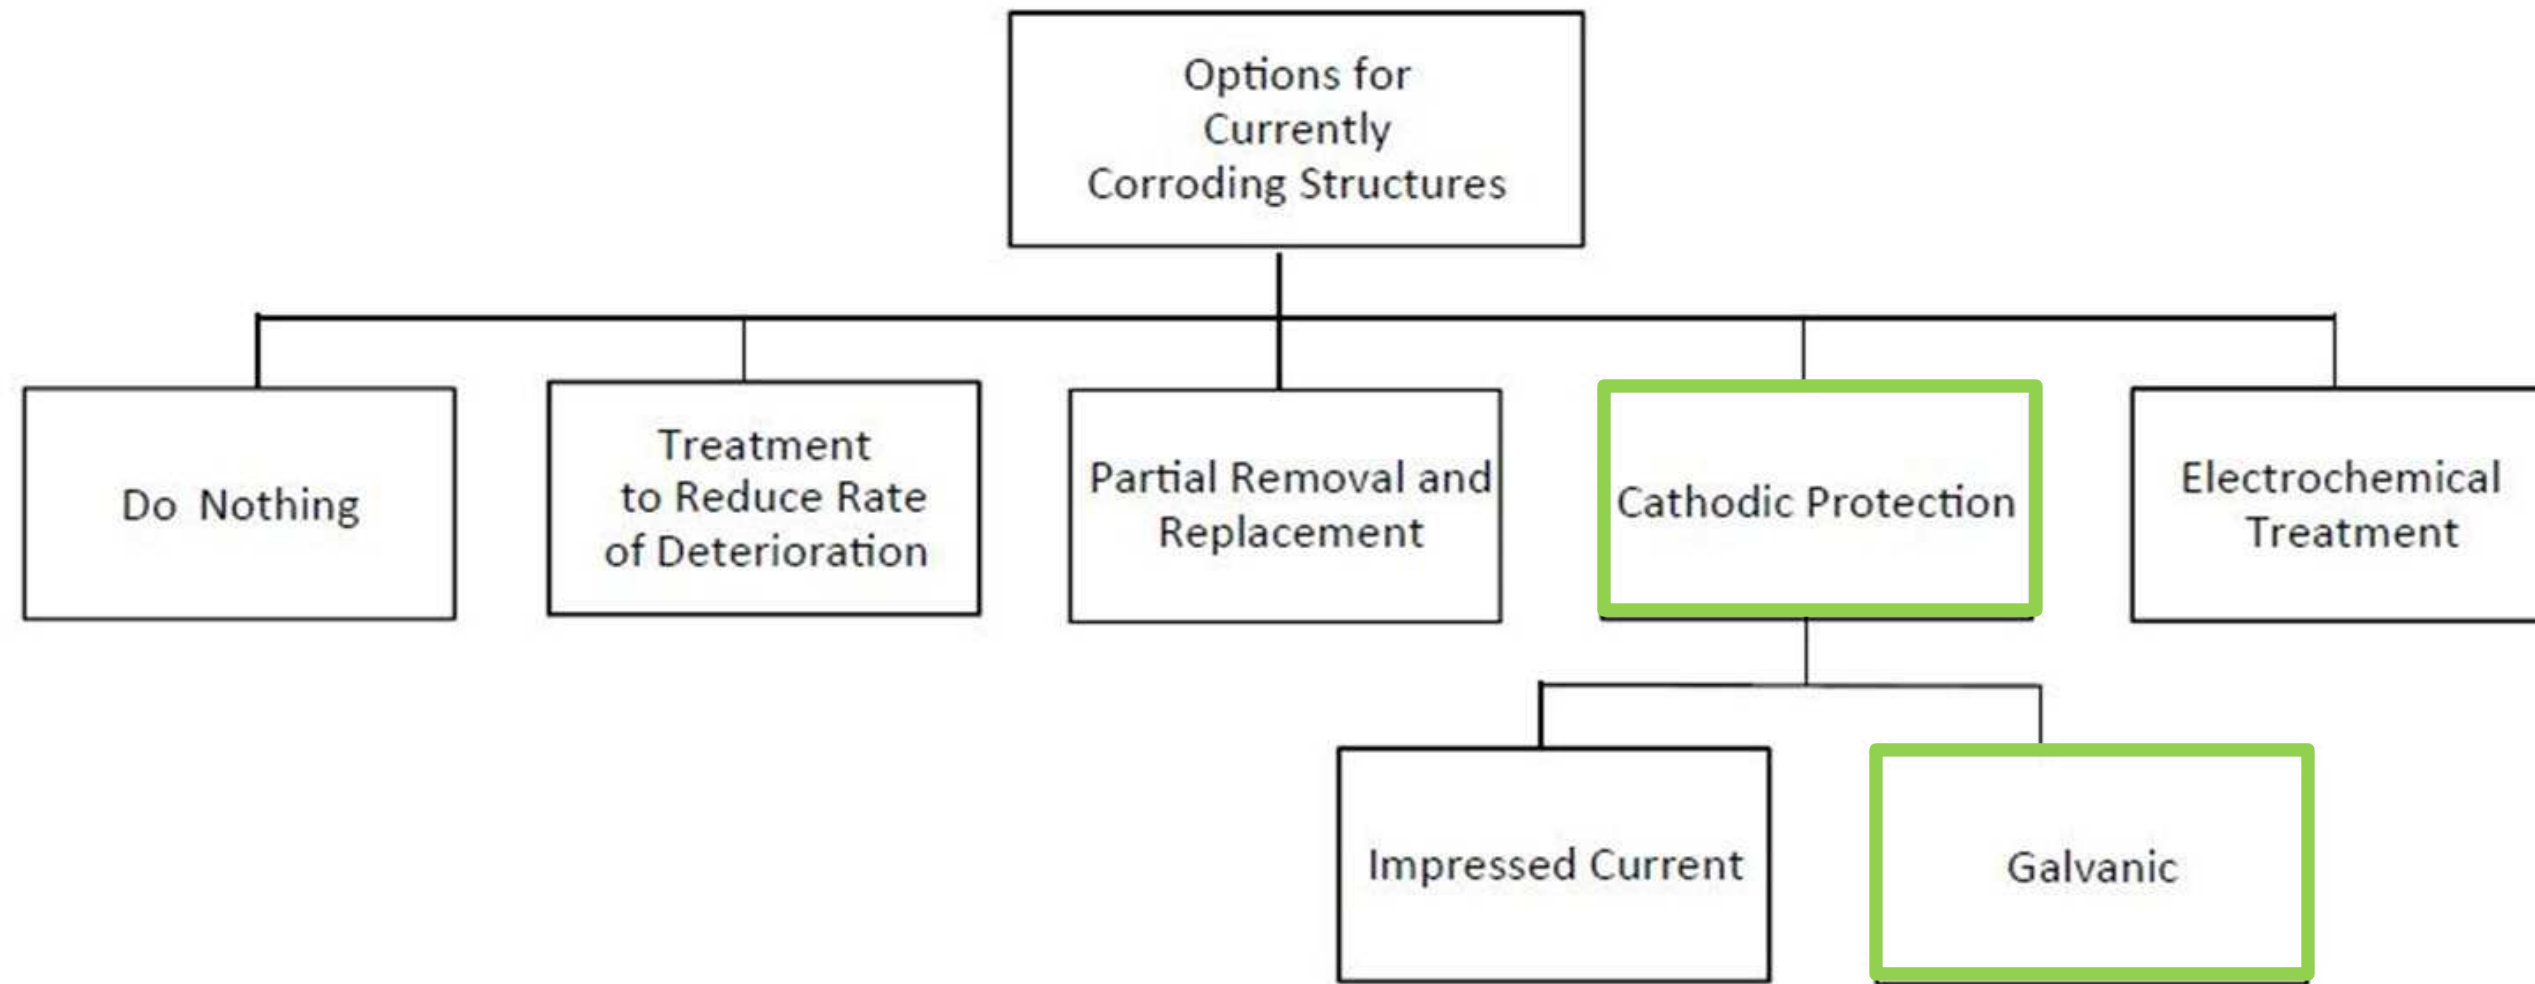 Options for
Currently
Corroding Structures
Do Nothing
Treatment
to Reduce Rate
of Deterioration
Partial Removal and
Replacement
Cathodic Protection
Electrochemical
Treatment
Impressed Current
Galvanic